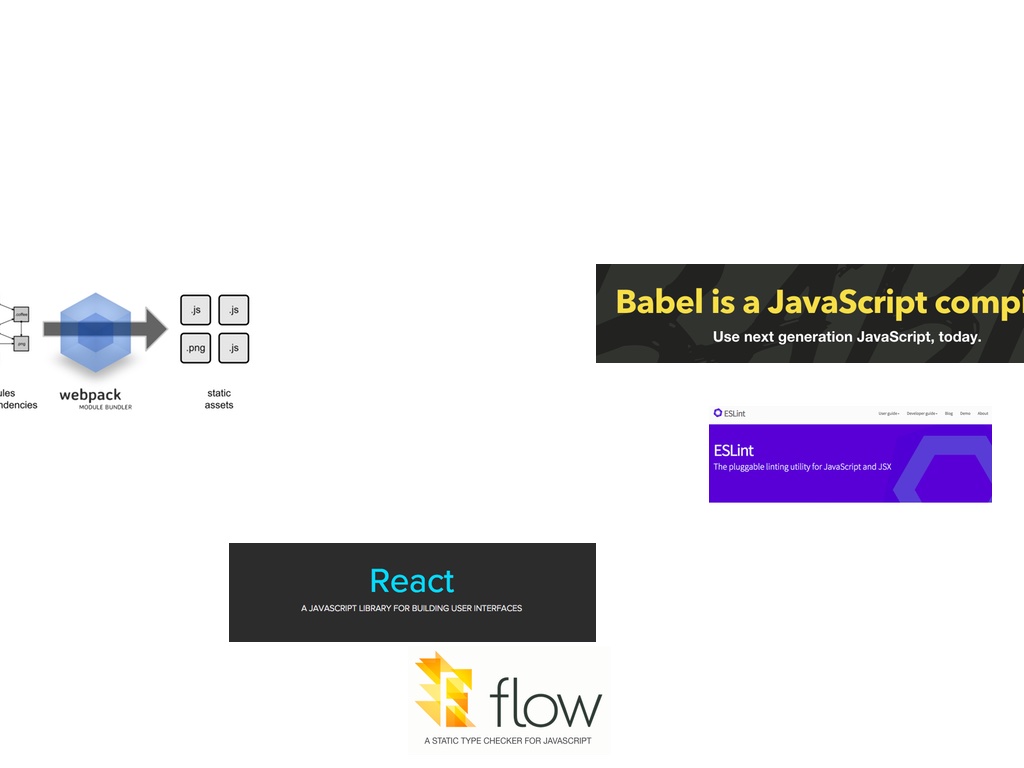 .coffee
.png
.js .js
.png .js
ules
ndencies
webpack
MODULE BUNDLER
static
assets
Babel is a JavaScript compi
Use next generation JavaScript, today.
ESLint
User guide Developer guide Blog Demo About
ESLint
The pluggable linting utility for JavaScript and JSX
React
A JAVASCRIPT LIBRARY FOR BUILDING USER INTERFACES
flow
A STATIC TYPE CHECKER FOR JAVASCRIPT